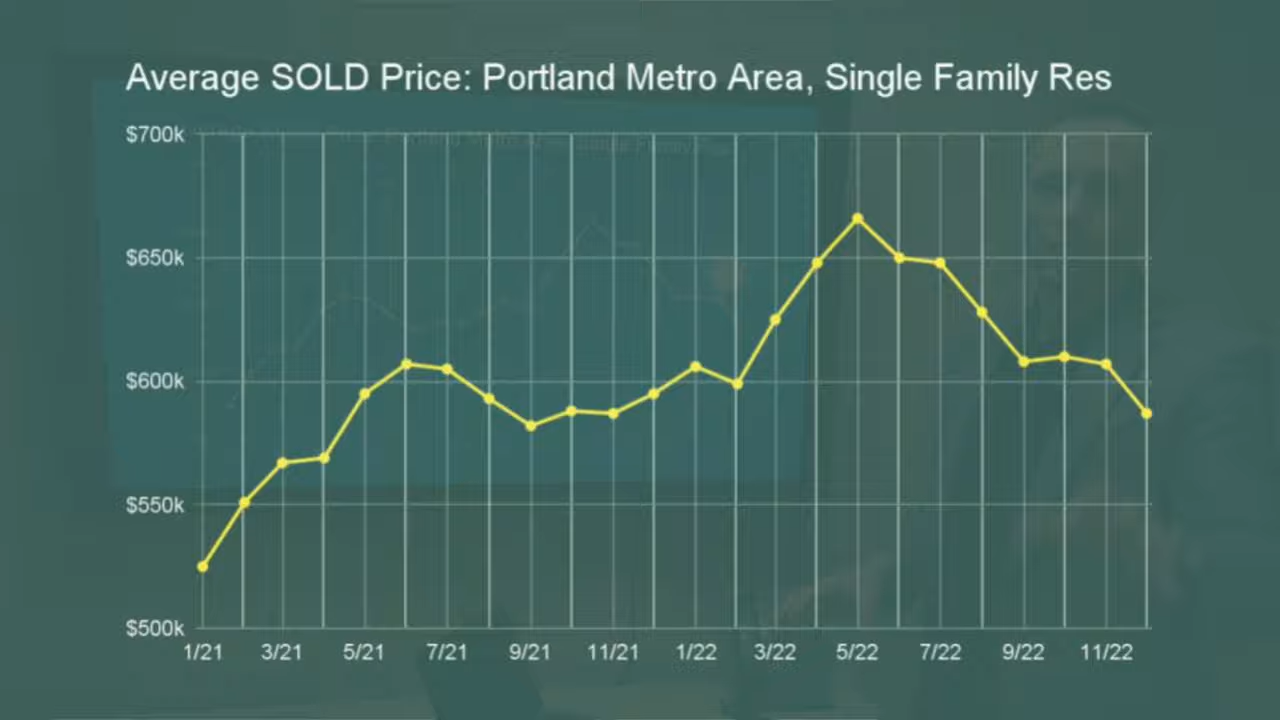 Average SOLD Price: Portland Metro Area, Single Family Res
$700k
$650k
$600k
$550k
$500k
1/21 3/21 5/21 7/21 9/21 11/21 1/22 3/22 5/22 7/22 9/22 11/22